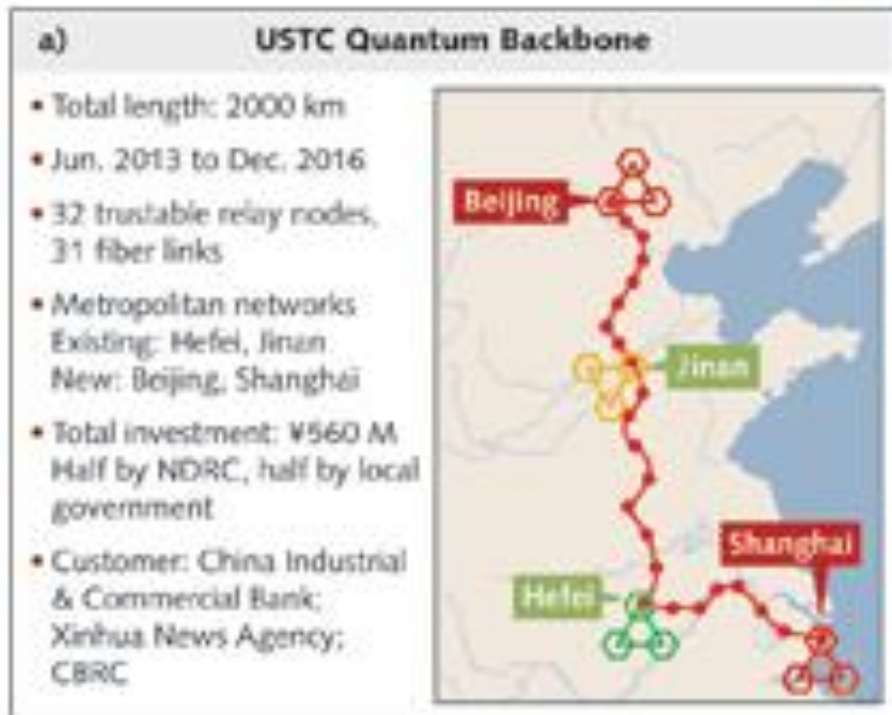 a) USTC Quantum Backbone
• Total length: 2000 km
• Jun. 2013 to Dec. 2016
• 32 trustable relay nodes,
31 fiber links
• Metropolitan networks
Existing: Hefei, Jinan
New: Beijing, Shanghai
• Total investment: ¥560 M
Half by NDRC, half by local
government
• Customer: China Industrial
& Commercial Bank;
Xinhua News Agency;
CBRC
Beijing
Jinan
Shanghai
Hefei